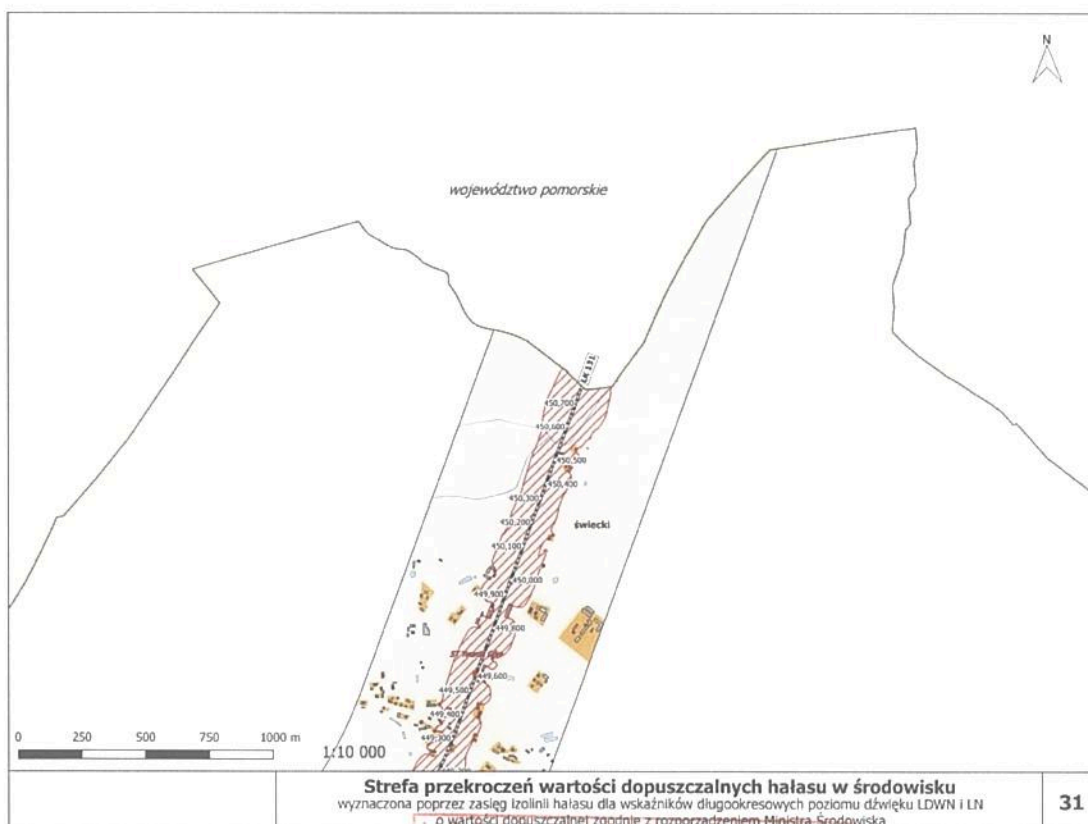 N
województwo pomorskie
ŁK 131
450,700
450,600
450,500
450,400
450,300
450,200
świecki
450,100
450,000
449,900
449,800
449,600
449,500
449,400
449,300
0 250 500 750 1000 m
1:10 000
Strefa przekroczeń wartości dopuszczalnych hałasu w środowisku
wyznaczona poprzez zasięg izolinii hałasu dla wskaźników długookresowych poziomu dźwięku LDWN i LN
o wartości dopuszczalnej zgodnie z rozporządzeniem Ministra Środowiska
31